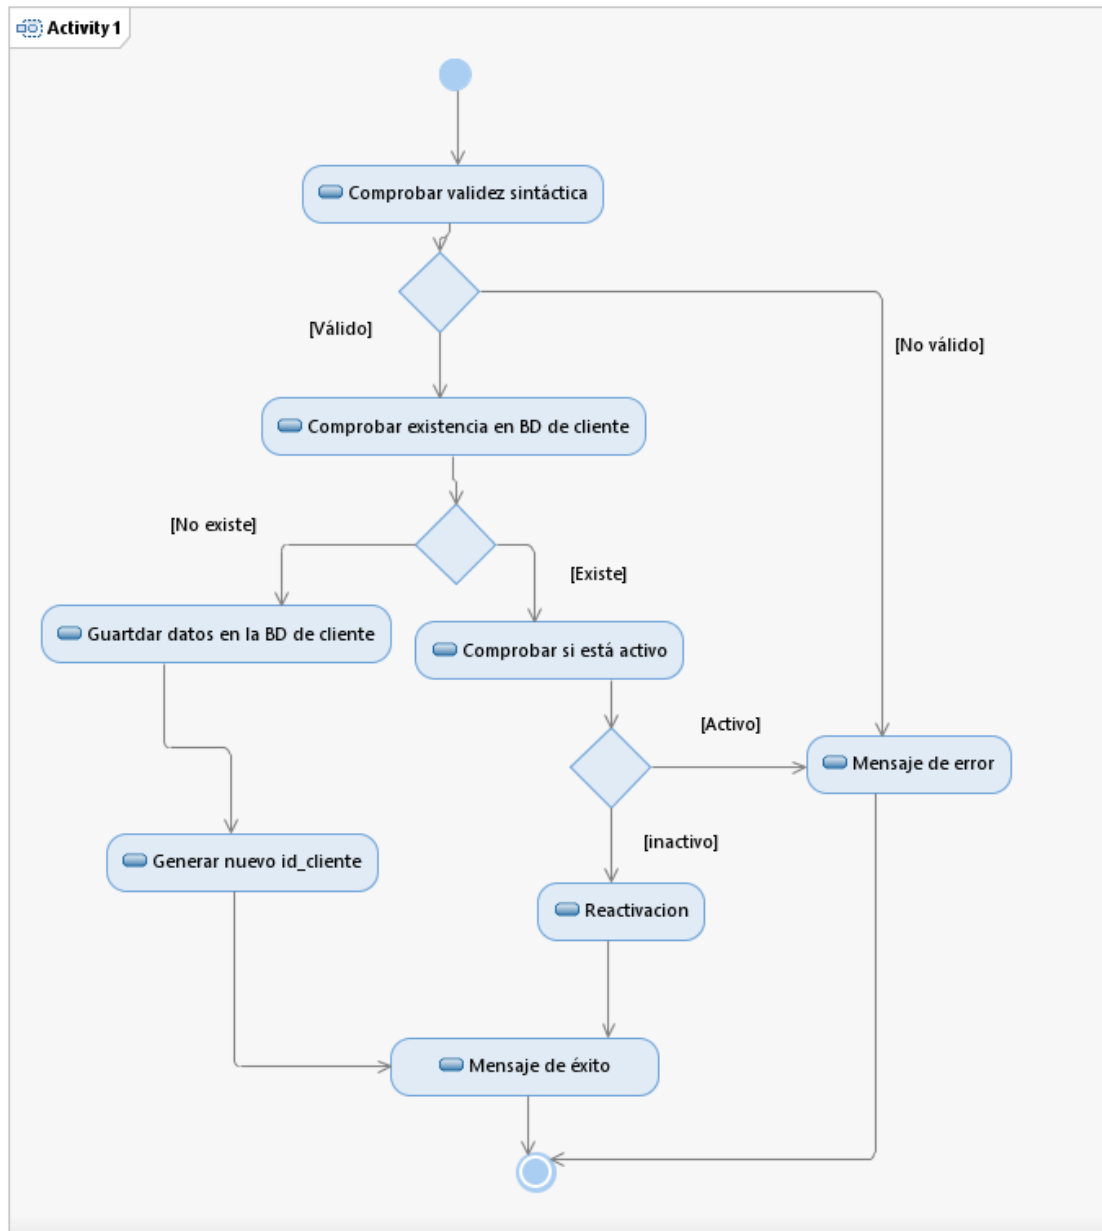 Activity 1
Comprobar validez sintáctica
[Válido]
[No válido]
Comprobar existencia en BD de cliente
[No existe]
[Existe]
Guartdar datos en la BD de cliente
Comprobar si está activo
[Activo]
Mensaje de error
[inactivo]
Generar nuevo id_cliente
Reactivacion
Mensaje de éxito